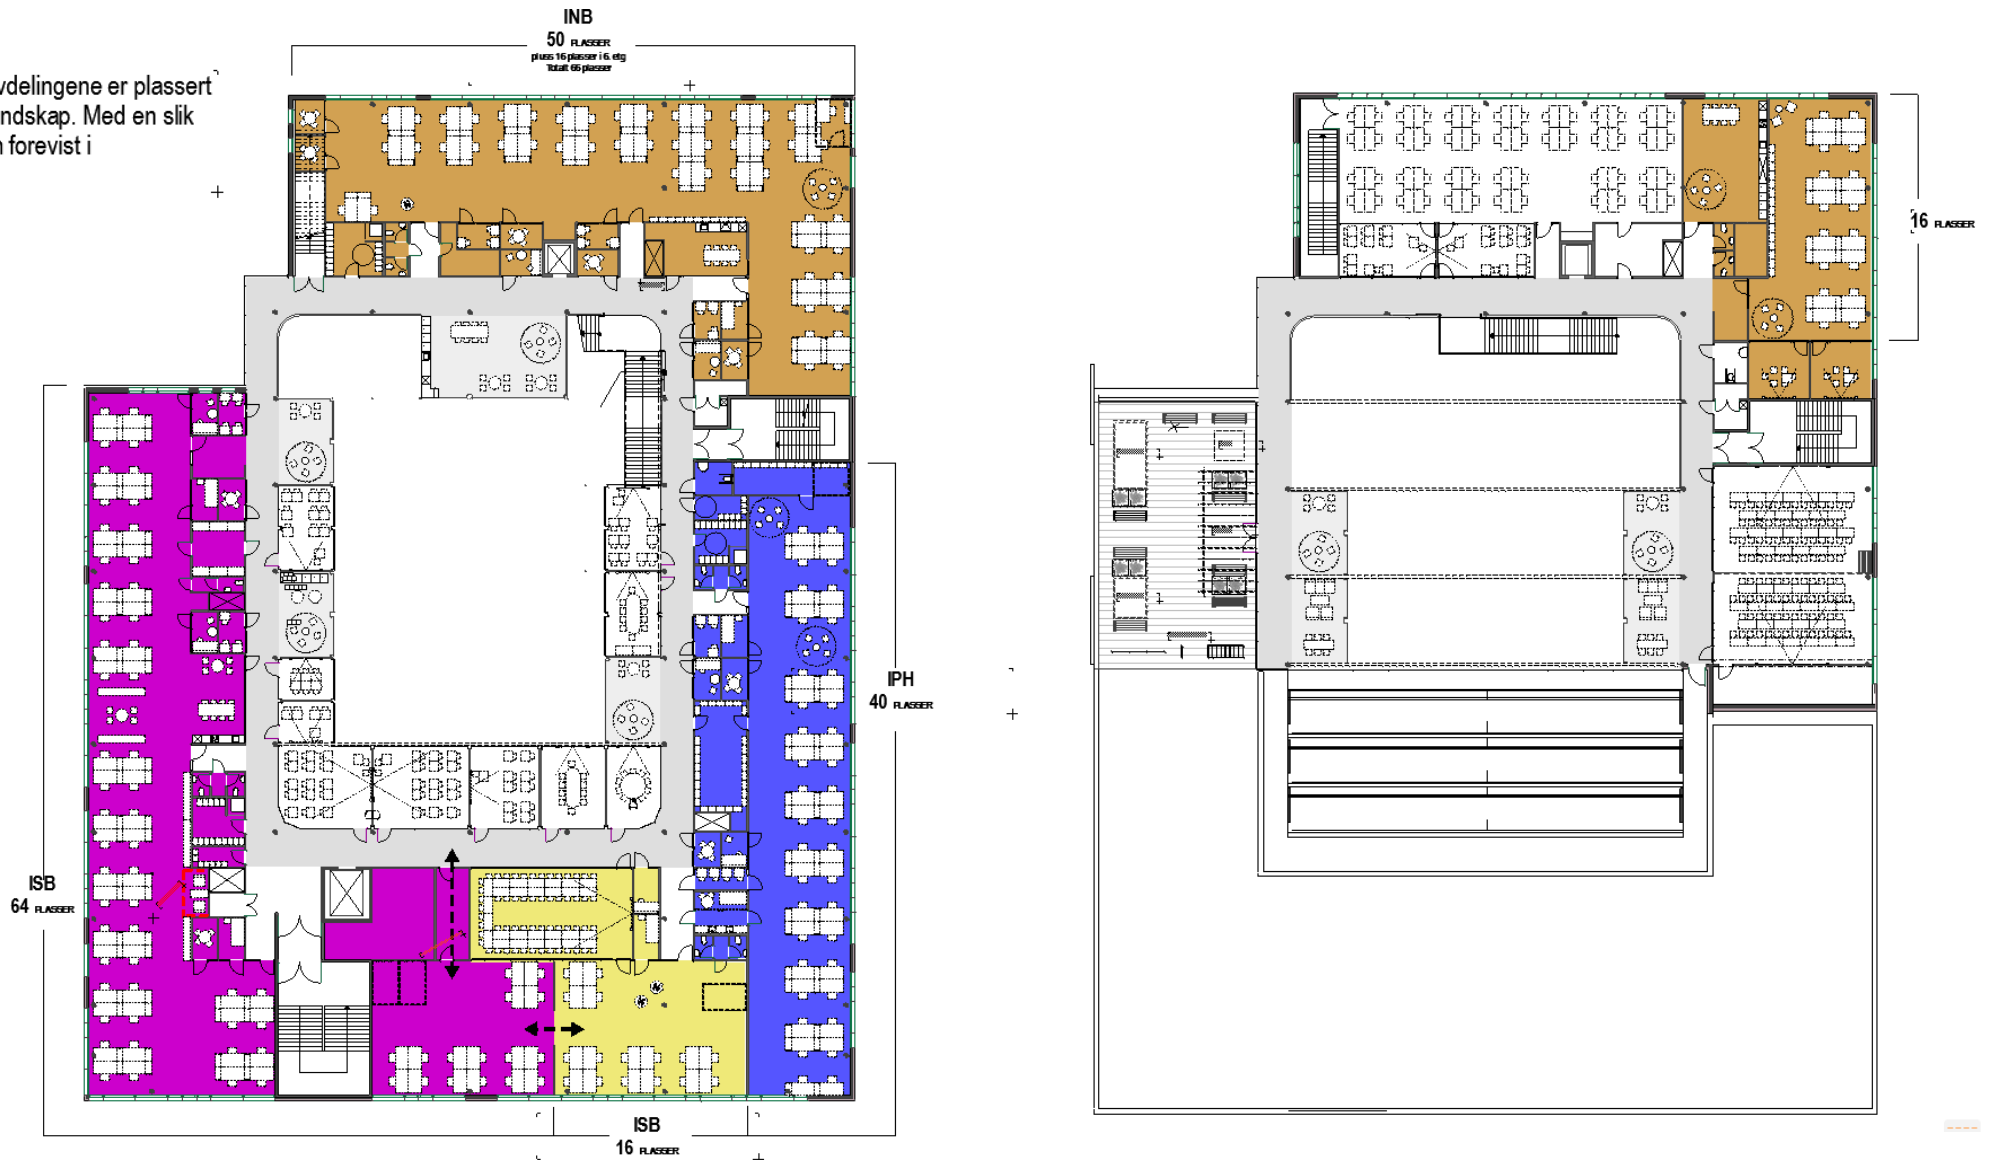 INB
50 PLASSER
pluss 16 plasser i 6. etg
Totalt 66 plasser
vdelingene er plassert
ndskap. Med en slik
n forevist i
16 PLASSER
IPH
40 PLASSER
ISB
64 PLASSER
ISB
16 PLASSER